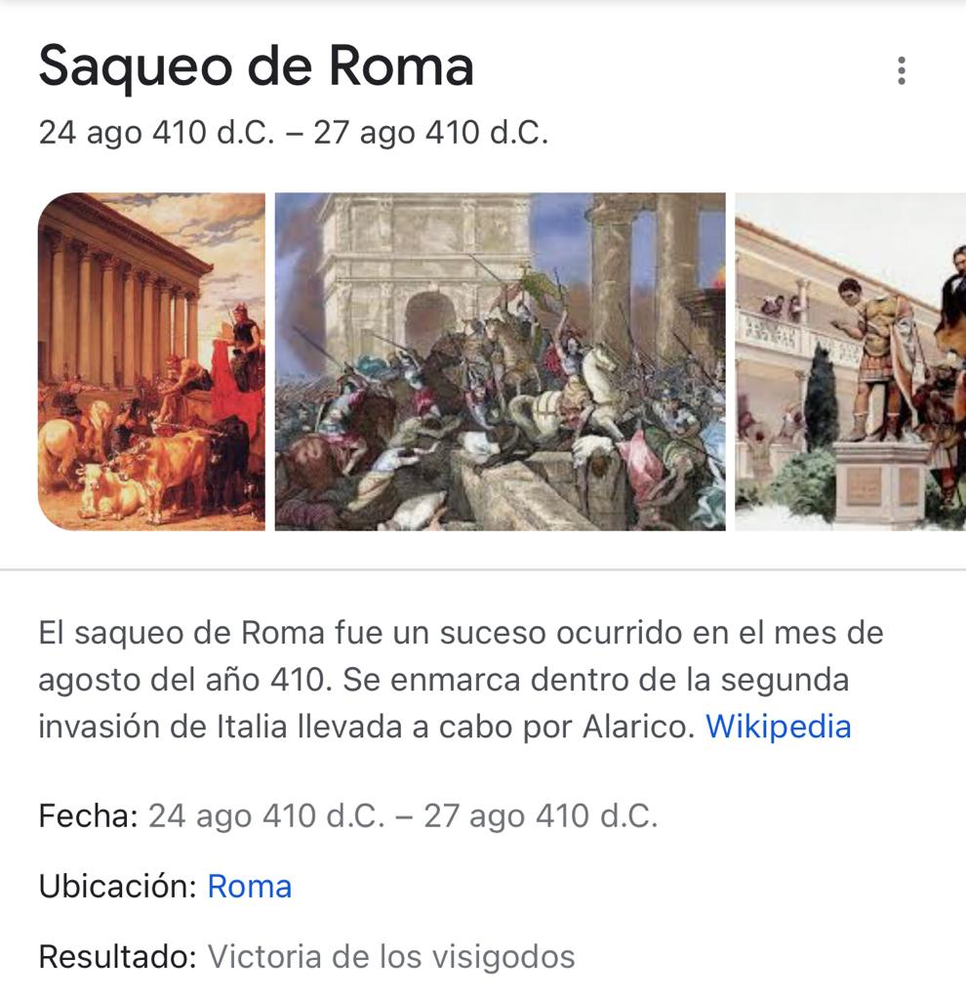 Saqueo de Roma
24 ago 410 d.C. – 27 ago 410 d.C.
El saqueo de Roma fue un suceso ocurrido en el mes de
agosto del año 410. Se enmarca dentro de la segunda
invasión de Italia llevada a cabo por Alarico. Wikipedia
Fecha: 24 ago 410 d.C. – 27 ago 410 d.C.
Ubicación: Roma
Resultado: Victoria de los visigodos